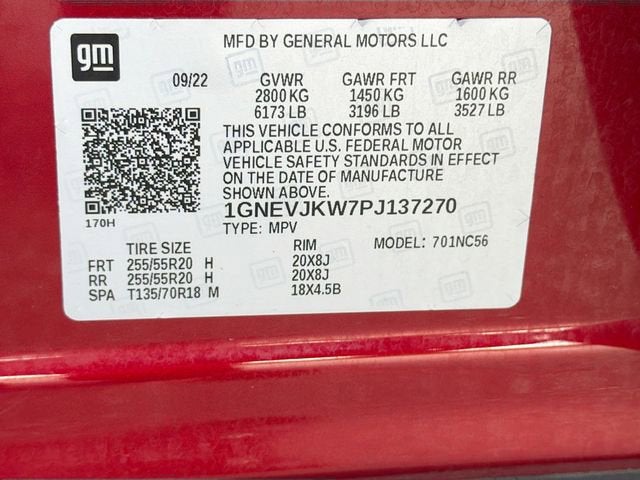 gm
MFD BY GENERAL MOTORS LLC
09/22 GVWR GAWR FRT GAWR RR
2800 KG 1450 KG 1600 KG
6173 LB 3196 LB 3527 LB
THIS VEHICLE CONFORMS TO ALL
APPLICABLE U.S. FEDERAL MOTOR
VEHICLE SAFETY STANDARDS IN EFFECT
ON THE DATE OF MANUFACTURE
SHOWN ABOVE.
170H
1GNEVJKW7PJ137270
TYPE: MPV MODEL: 701NC56
TIRE SIZE RIM
FRT 255/55R20 H 20X8J
RR 255/55R20 H 20X8J
SPA T135/70R18 M 18X4.5B